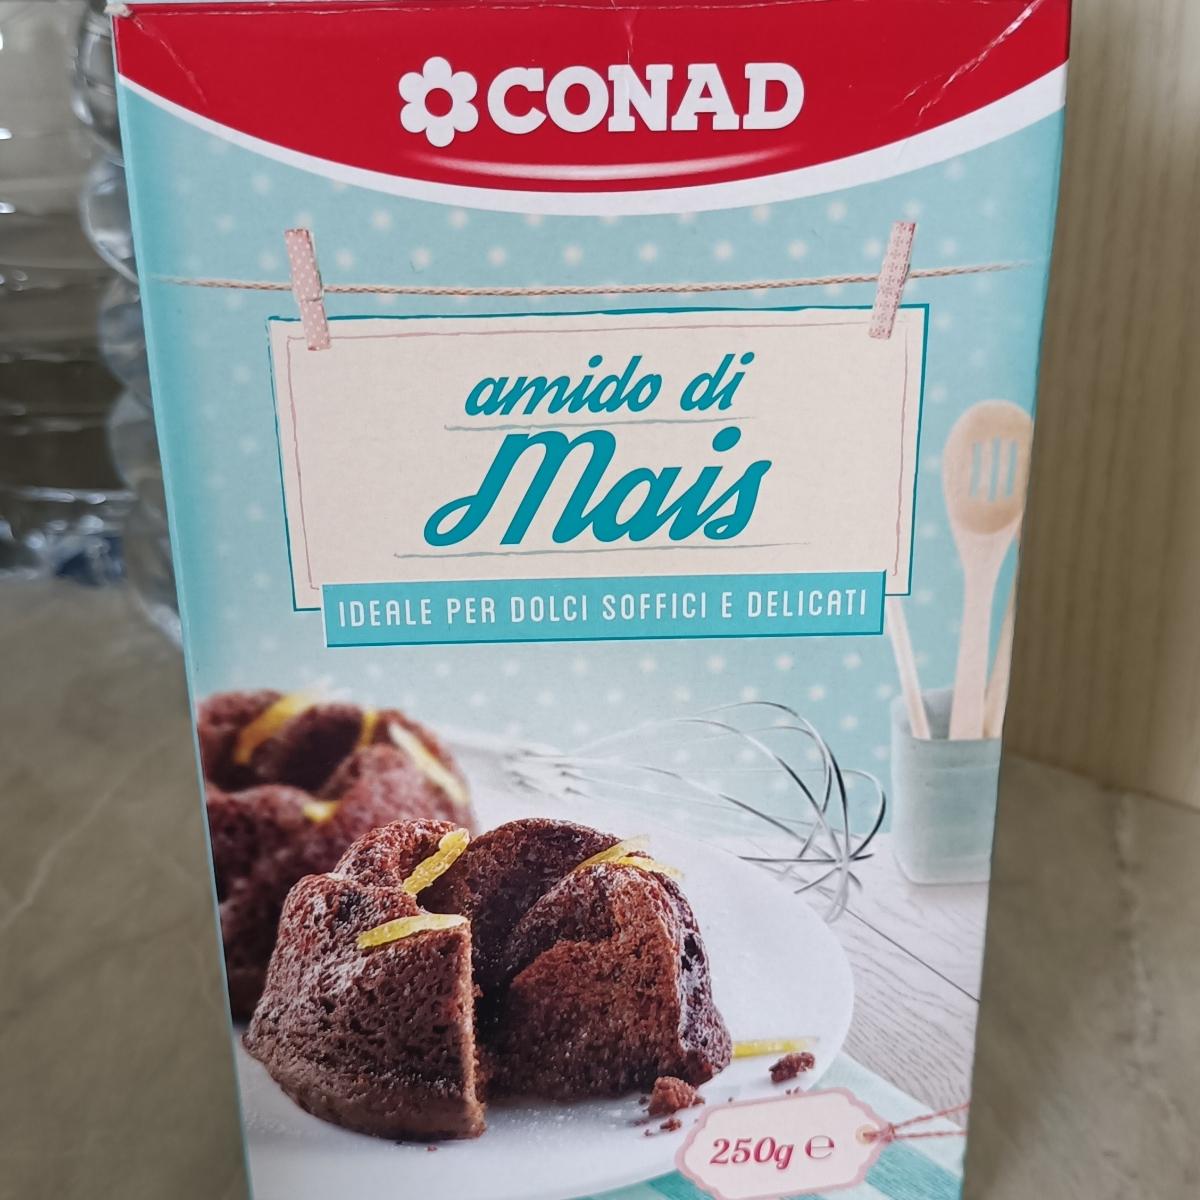 CONAD
amido di
Mais
IDEALE PER DOLCI SOFFICI E DELICATI
250g ℮